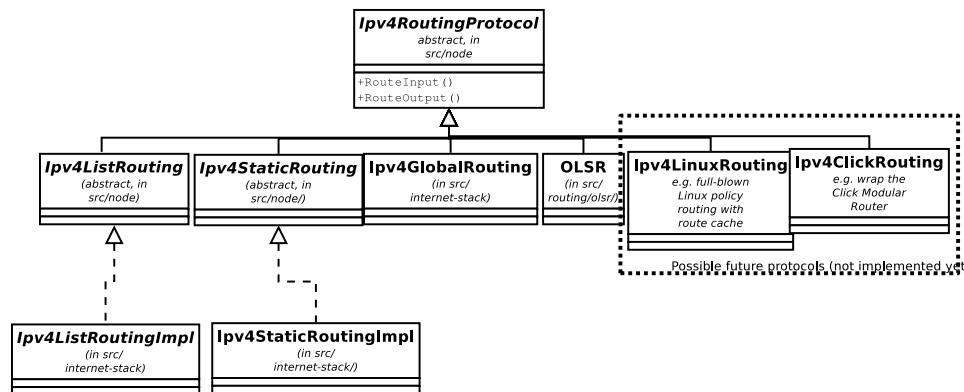 Ipv4RoutingProtocol
abstract, in
src/node
+RouteInput()
+RouteOutput()
Ipv4ListRouting
(abstract, in
src/node)
Ipv4StaticRouting
(abstract, in
src/node/)
Ipv4GlobalRouting
(in src/
internet-stack)
OLSR
(in src/
routing/olsr/)
Ipv4LinuxRouting
e.g. full-blown
Linux policy
routing with
route cache
Ipv4ClickRouting
e.g. wrap the
Click Modular
Router
Possible future protocols (not implemented yet
Ipv4ListRoutingImpl
(in src/
internet-stack)
Ipv4StaticRoutingImpl
(in src/
internet-stack/)